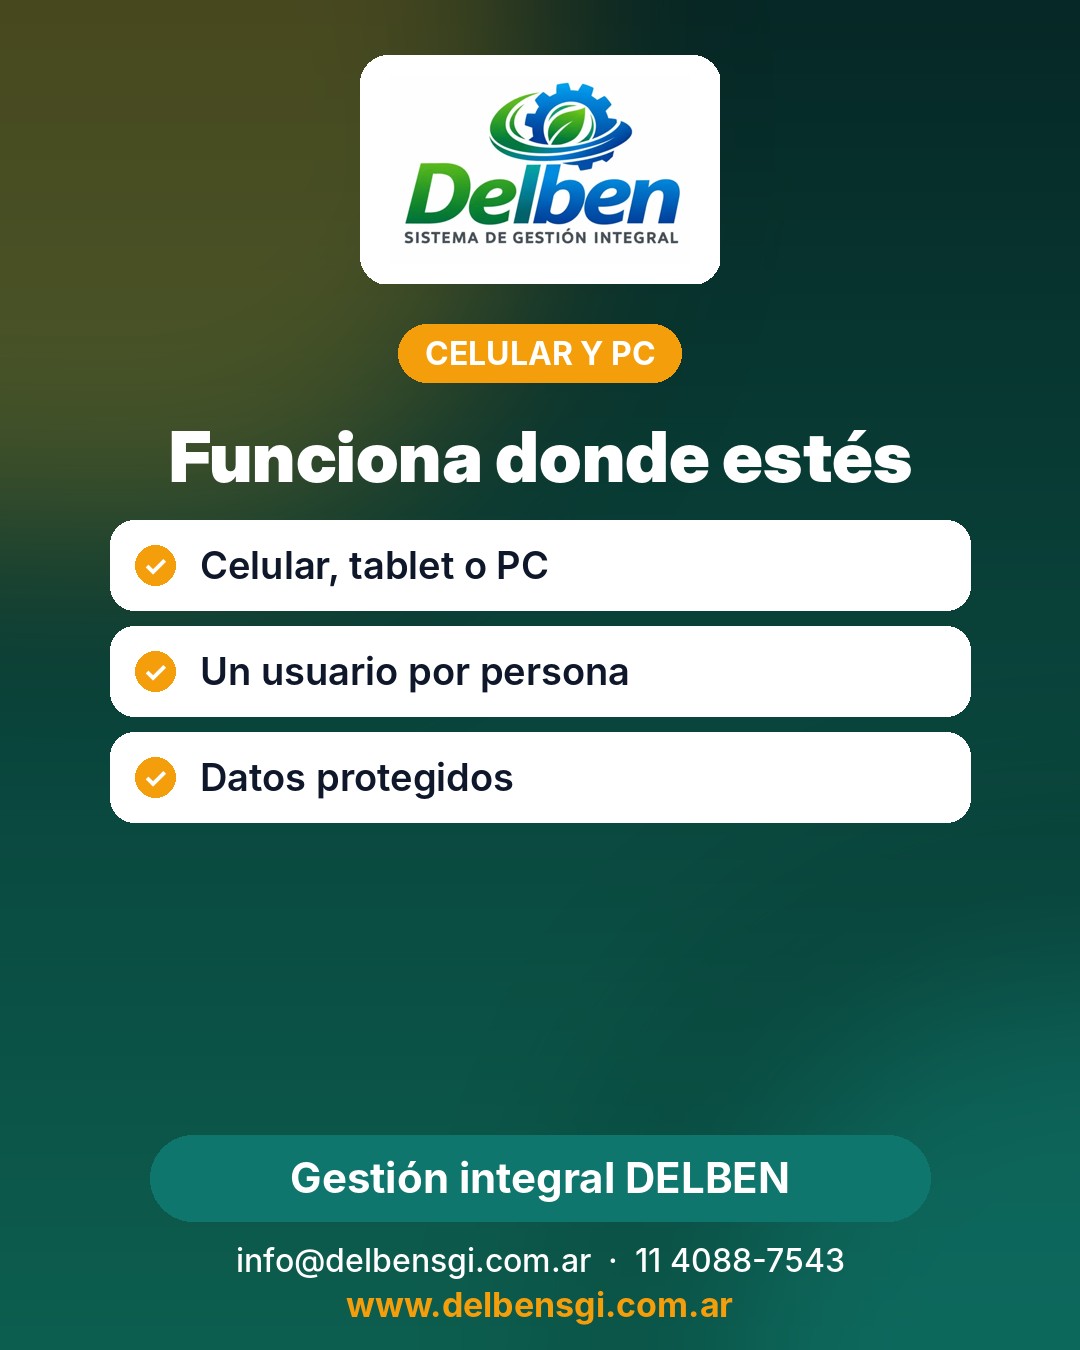 Delben
SISTEMA DE GESTIÓN INTEGRAL
CELULAR Y PC
Funciona donde estés
Celular, tablet o PC
Un usuario por persona
Datos protegidos
Gestión integral DELBEN
info@delbensgi.com.ar · 11 4088-7543
www.delbensgi.com.ar